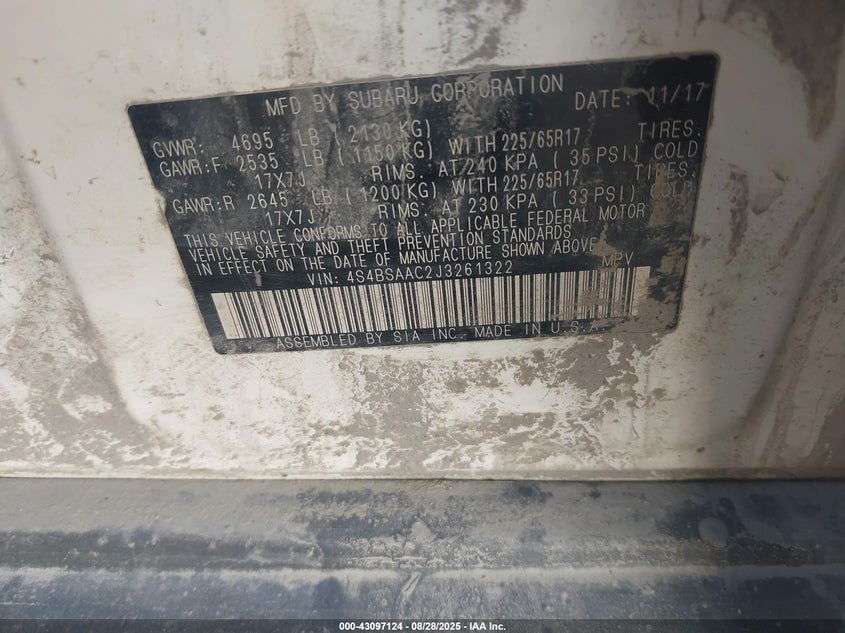 MFD BY SUBARU CORPORATION DATE: 11/17
GVWR: 4695 LB (2130 KG)
GAWR:F 2535 LB (1150 KG) WITH 225/65R17 TIRES.
17X7J RIMS. AT 240 KPA (35 PSI) COLD
GAWR:R 2645 LB (1200 KG) WITH 225/65R17 TIRES.
17X7J RIMS. AT 230 KPA (33 PSI) COLD
THIS VEHICLE CONFORMS TO ALL APPLICABLE FEDERAL MOTOR
VEHICLE SAFETY AND THEFT PREVENTION STANDARDS
IN EFFECT ON THE DATE OF MANUFACTURE SHOWN ABOVE
VIN: 4S4BSAAC2J3261322 MPV
ASSEMBLED BY SIA INC. MADE IN U.S.A
000-43097124 - 08/28/2025 - IAA Inc.